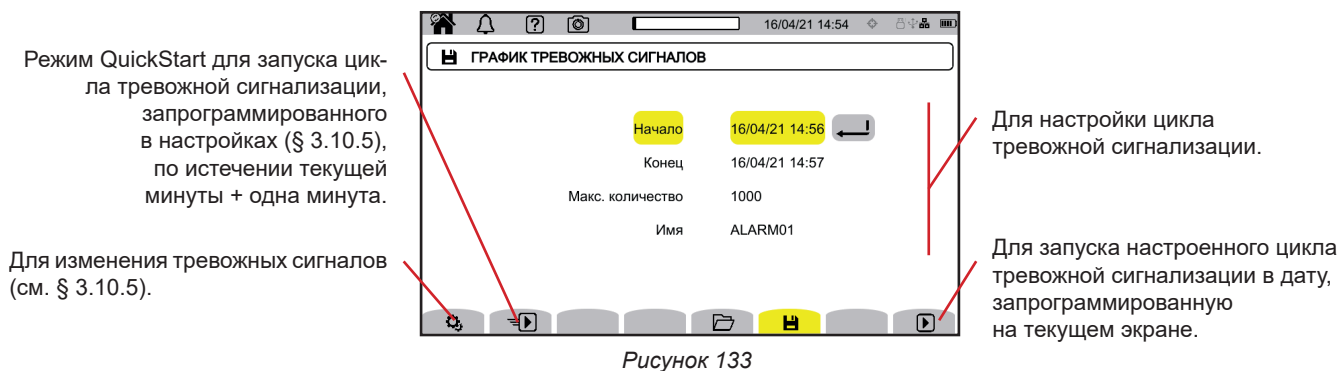 16/04/21 14:54
ГРАФИК ТРЕВОЖНЫХ СИГНАЛОВ
Режим QuickStart для запуска цик-
ла тревожной сигнализации,
запрограммированного
в настройках (§ 3.10.5),
по истечении текущей
минуты + одна минута.
Для изменения тревожных сигналов
(см. § 3.10.5).
Начало 16/04/21 14:56
Конец 16/04/21 14:57
Макс. количество 1000
Имя ALARM01
Для настройки цикла
тревожной сигнализации.
Для запуска настроенного цикла
тревожной сигнализации в дату,
запрограммированную
на текущем экране.
Рисунок 133